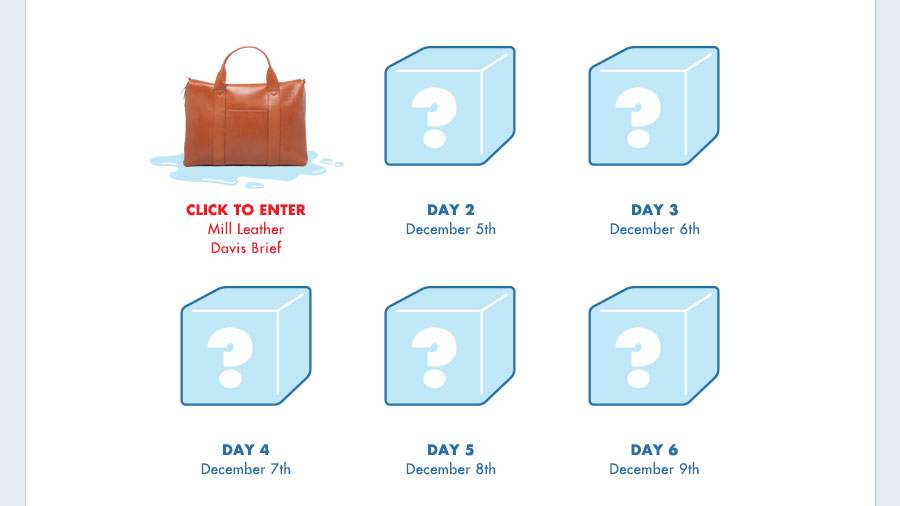 CLICK TO ENTER
Mill Leather
Davis Brief
?
DAY 2
December 5th
?
DAY 3
December 6th
?
DAY 4
December 7th
?
DAY 5
December 8th
?
DAY 6
December 9th